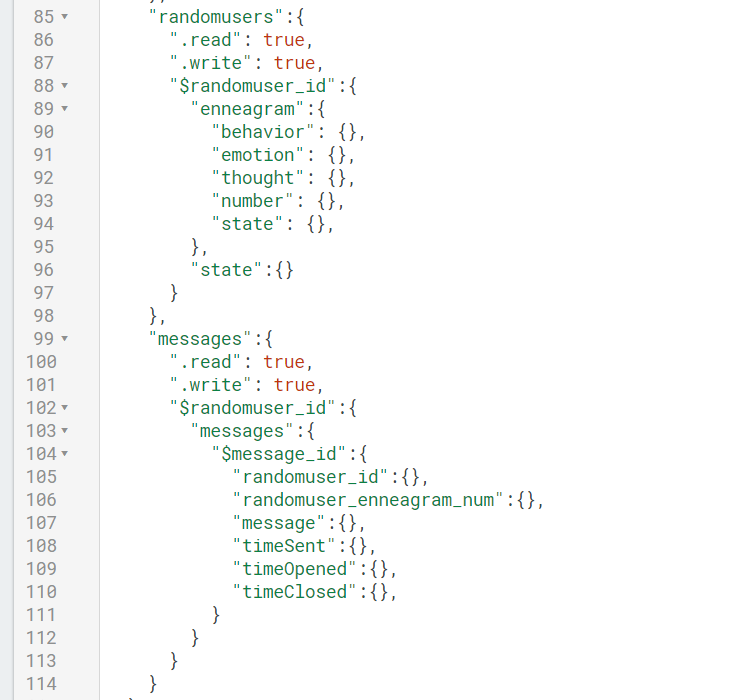 85 "randomusers":{
86 ".read": true,
87 ".write": true,
88 "$randomuser_id":{
89 "enneagram":{
90 "behavior": {},
91 "emotion": {},
92 "thought": {},
93 "number": {},
94 "state": {},
95 },
96 "state":{}
97 }
98 },
99 "messages":{
100 ".read": true,
101 ".write": true,
102 "$randomuser_id":{
103 "messages":{
104 "$message_id":{
105 "randomuser_id":{},
106 "randomuser_enneagram_num":{},
107 "message":{},
108 "timeSent":{},
109 "timeOpened":{},
110 "timeClosed":{},
111 }
112 }
113 }
114 }